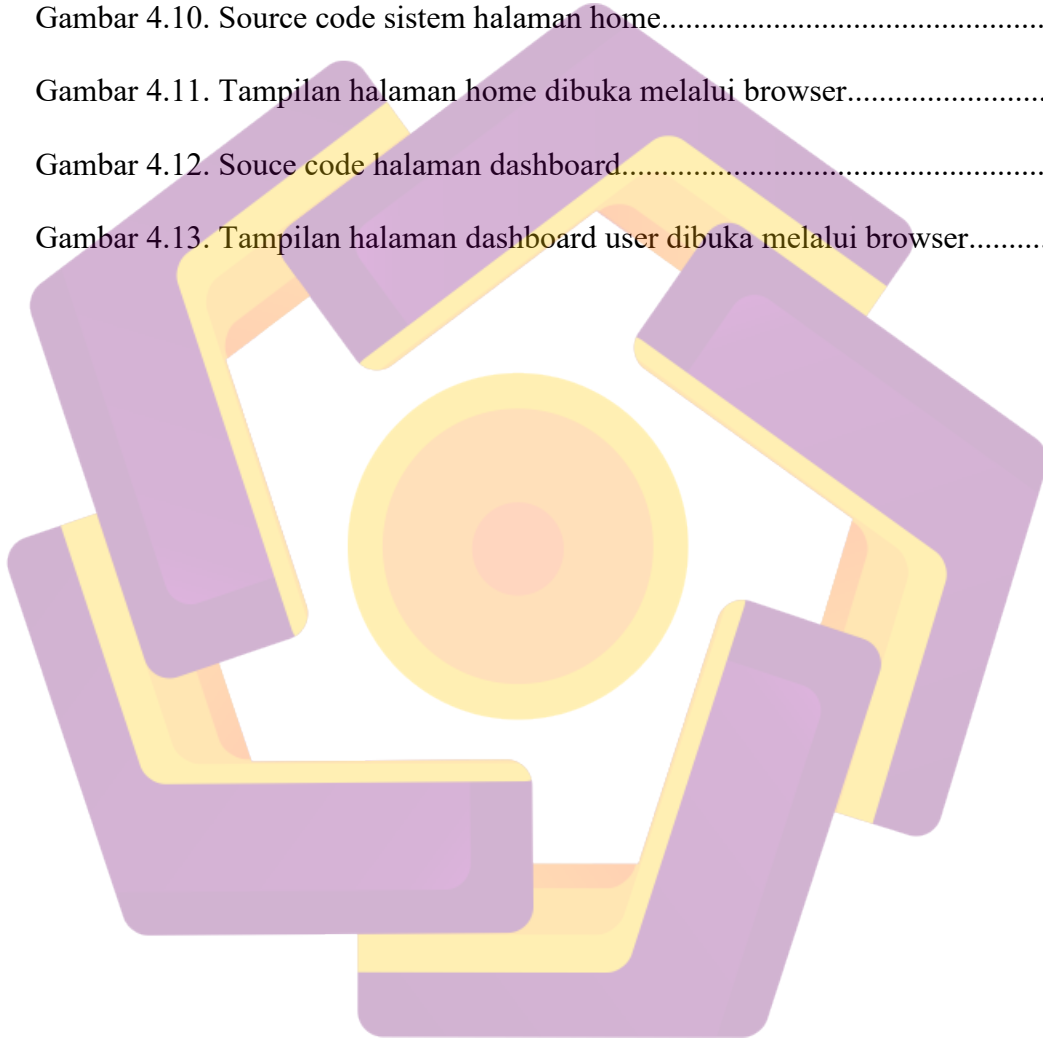 Gambar 4.10. Source code sistem halaman home...............................................
Gambar 4.11. Tampilan halaman home dibuka melalui browser........................
Gambar 4.12. Souce code halaman dashboard....................................................
Gambar 4.13. Tampilan halaman dashboard user dibuka melalui browser.........